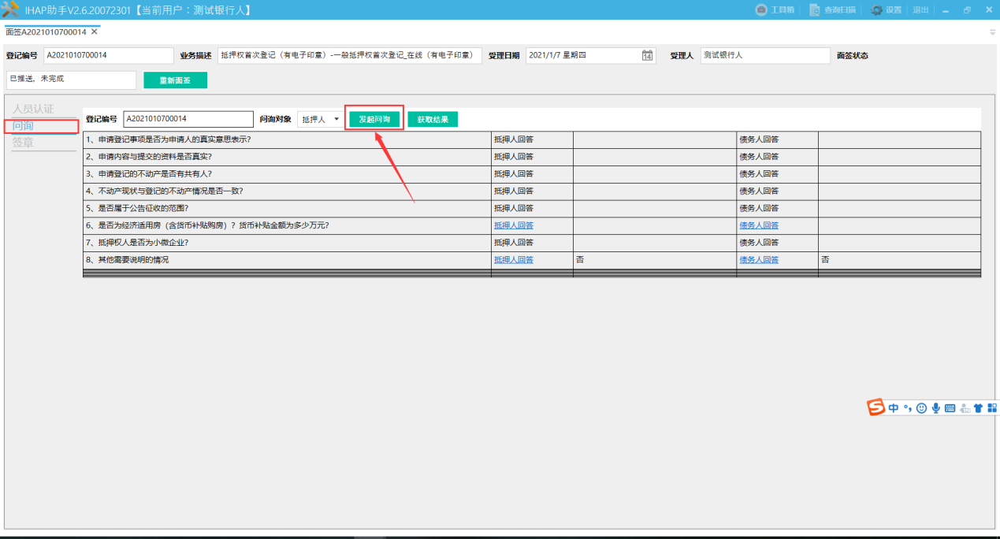 IHAP助手V2.6.20072301【当前用户：测试银行人】 工具箱 查询扫描 设置 退出
面签A2021010700014
登记编号 A2021010700014 业务描述 抵押权首次登记（有电子印章）-一般抵押权首次登记_在线（有电子印章） 受理日期 2021/1/7 星期四 14 受理人 测试银行人 面签状态
已推送，未完成 重新面签
人员认证
问询
签章
登记编号 A2021010700014 问询对象 抵押人 发起问询 获取结果
1、申请登记事项是否为申请人的真实意思表示? 抵押人回答 债务人回答
2、申请内容与提交的资料是否真实? 抵押人回答 债务人回答
3、申请登记的不动产是否有共有人? 抵押人回答 债务人回答
4、不动产现状与登记的不动产情况是否一致? 抵押人回答 债务人回答
5、是否属于公告征收的范围? 抵押人回答 债务人回答
6、是否为经济适用房（含货币补贴购房）？货币补贴金额为多少万元? 抵押人回答 债务人回答
7、抵押权人是否为小微企业? 抵押人回答 债务人回答
8、其他需要说明的情况 抵押人回答 否 债务人回答 否
S中